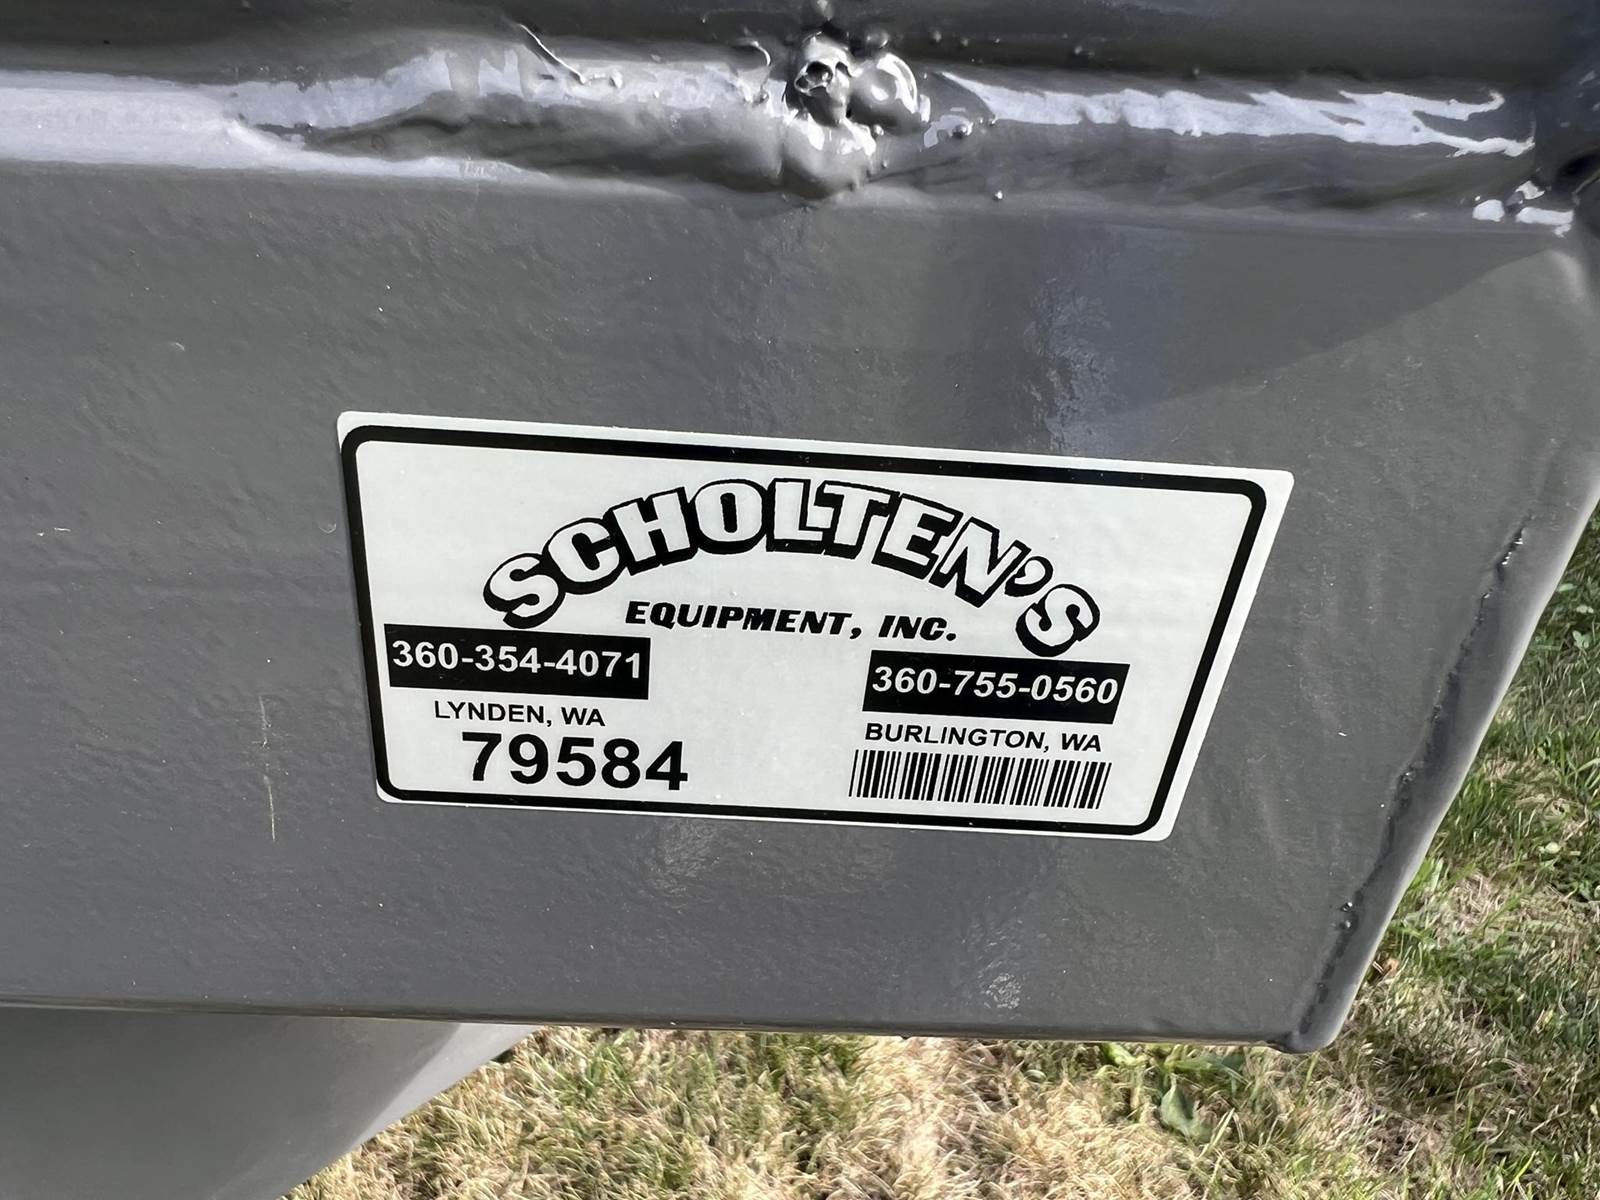 SCHOLTEN'S
EQUIPMENT, INC.
360-354-4071
LYNDEN, WA
79584
360-755-0560
BURLINGTON, WA